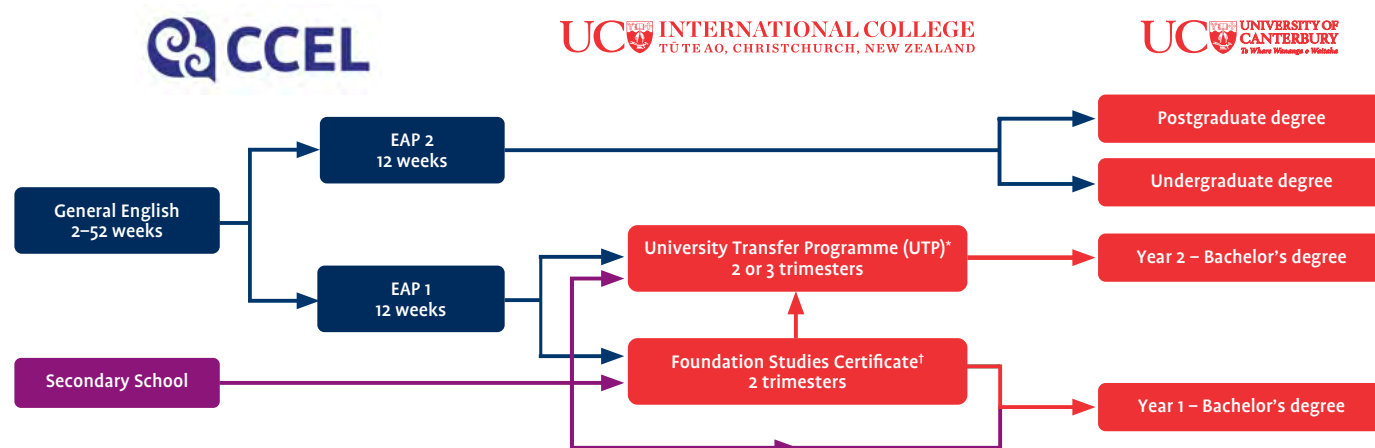 CCEL
UC INTERNATIONAL COLLEGE
TŪTE AO, CHRISTCHURCH, NEW ZEALAND
UC UNIVERSITY OF
CANTERBURY
Te Whare Wānanga o Waitaha
Postgraduate degree
EAP 2
12 weeks
Undergraduate degree
General English
2–52 weeks
University Transfer Programme (UTP)*
2 or 3 trimesters
Year 2 – Bachelor's degree
EAP 1
12 weeks
Foundation Studies Certificate†
2 trimesters
Secondary School
Year 1 – Bachelor's degree